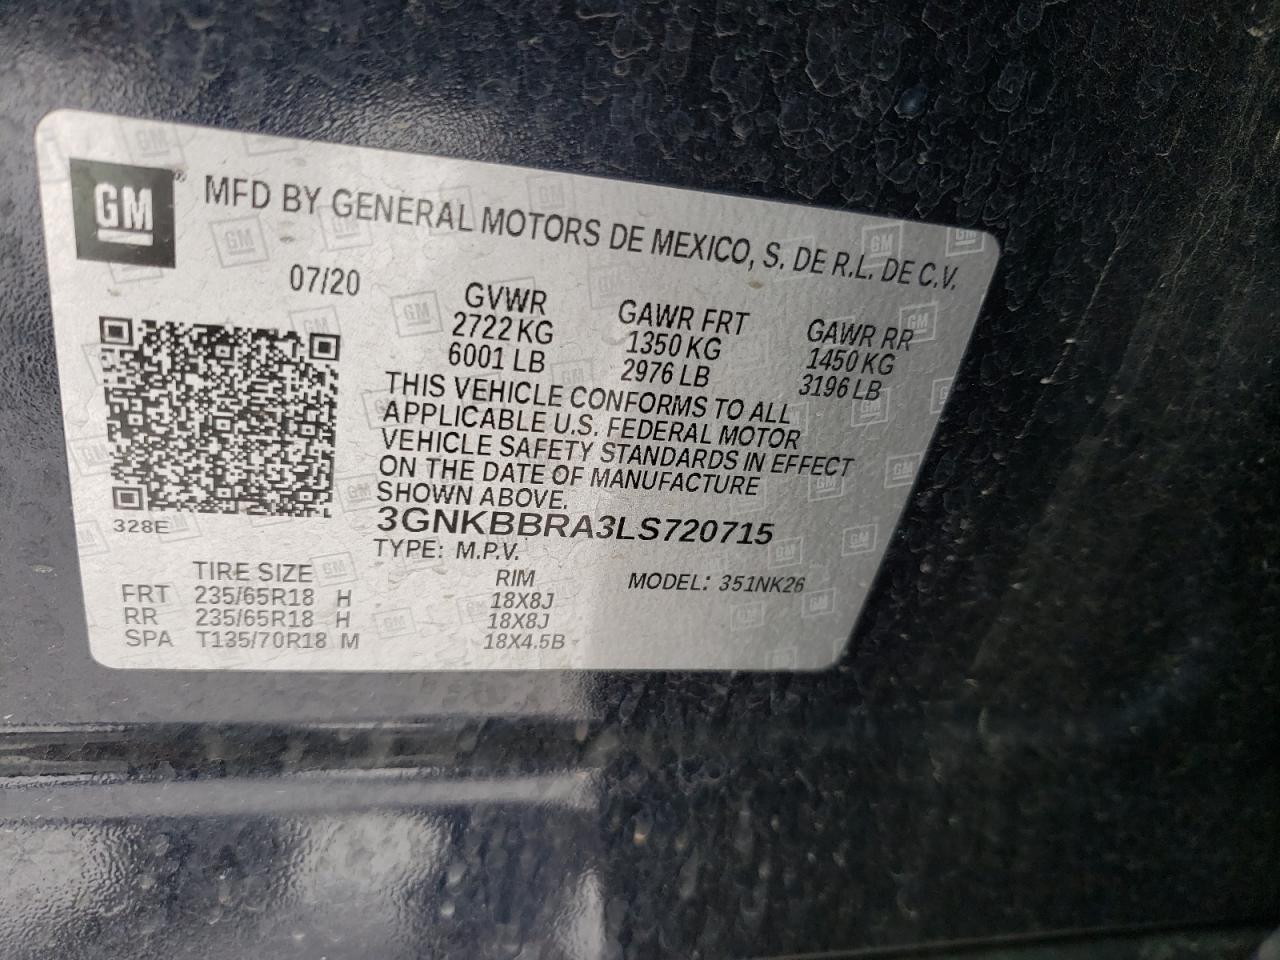 GM
MFD BY GENERAL MOTORS DE MEXICO, S. DE R.L. DE C.V.
07/20
GVWR GAWR FRT GAWR RR
2722 KG 1350 KG 1450 KG
6001 LB 2976 LB 3196 LB
THIS VEHICLE CONFORMS TO ALL
APPLICABLE U.S. FEDERAL MOTOR
VEHICLE SAFETY STANDARDS IN EFFECT
ON THE DATE OF MANUFACTURE
SHOWN ABOVE.
328E
3GNKBBRA3LS720715
TYPE: M.P.V.
TIRE SIZE RIM MODEL: 351NK26
FRT 235/65R18 H 18X8J
RR 235/65R18 H 18X8J
SPA T135/70R18 M 18X4.5B